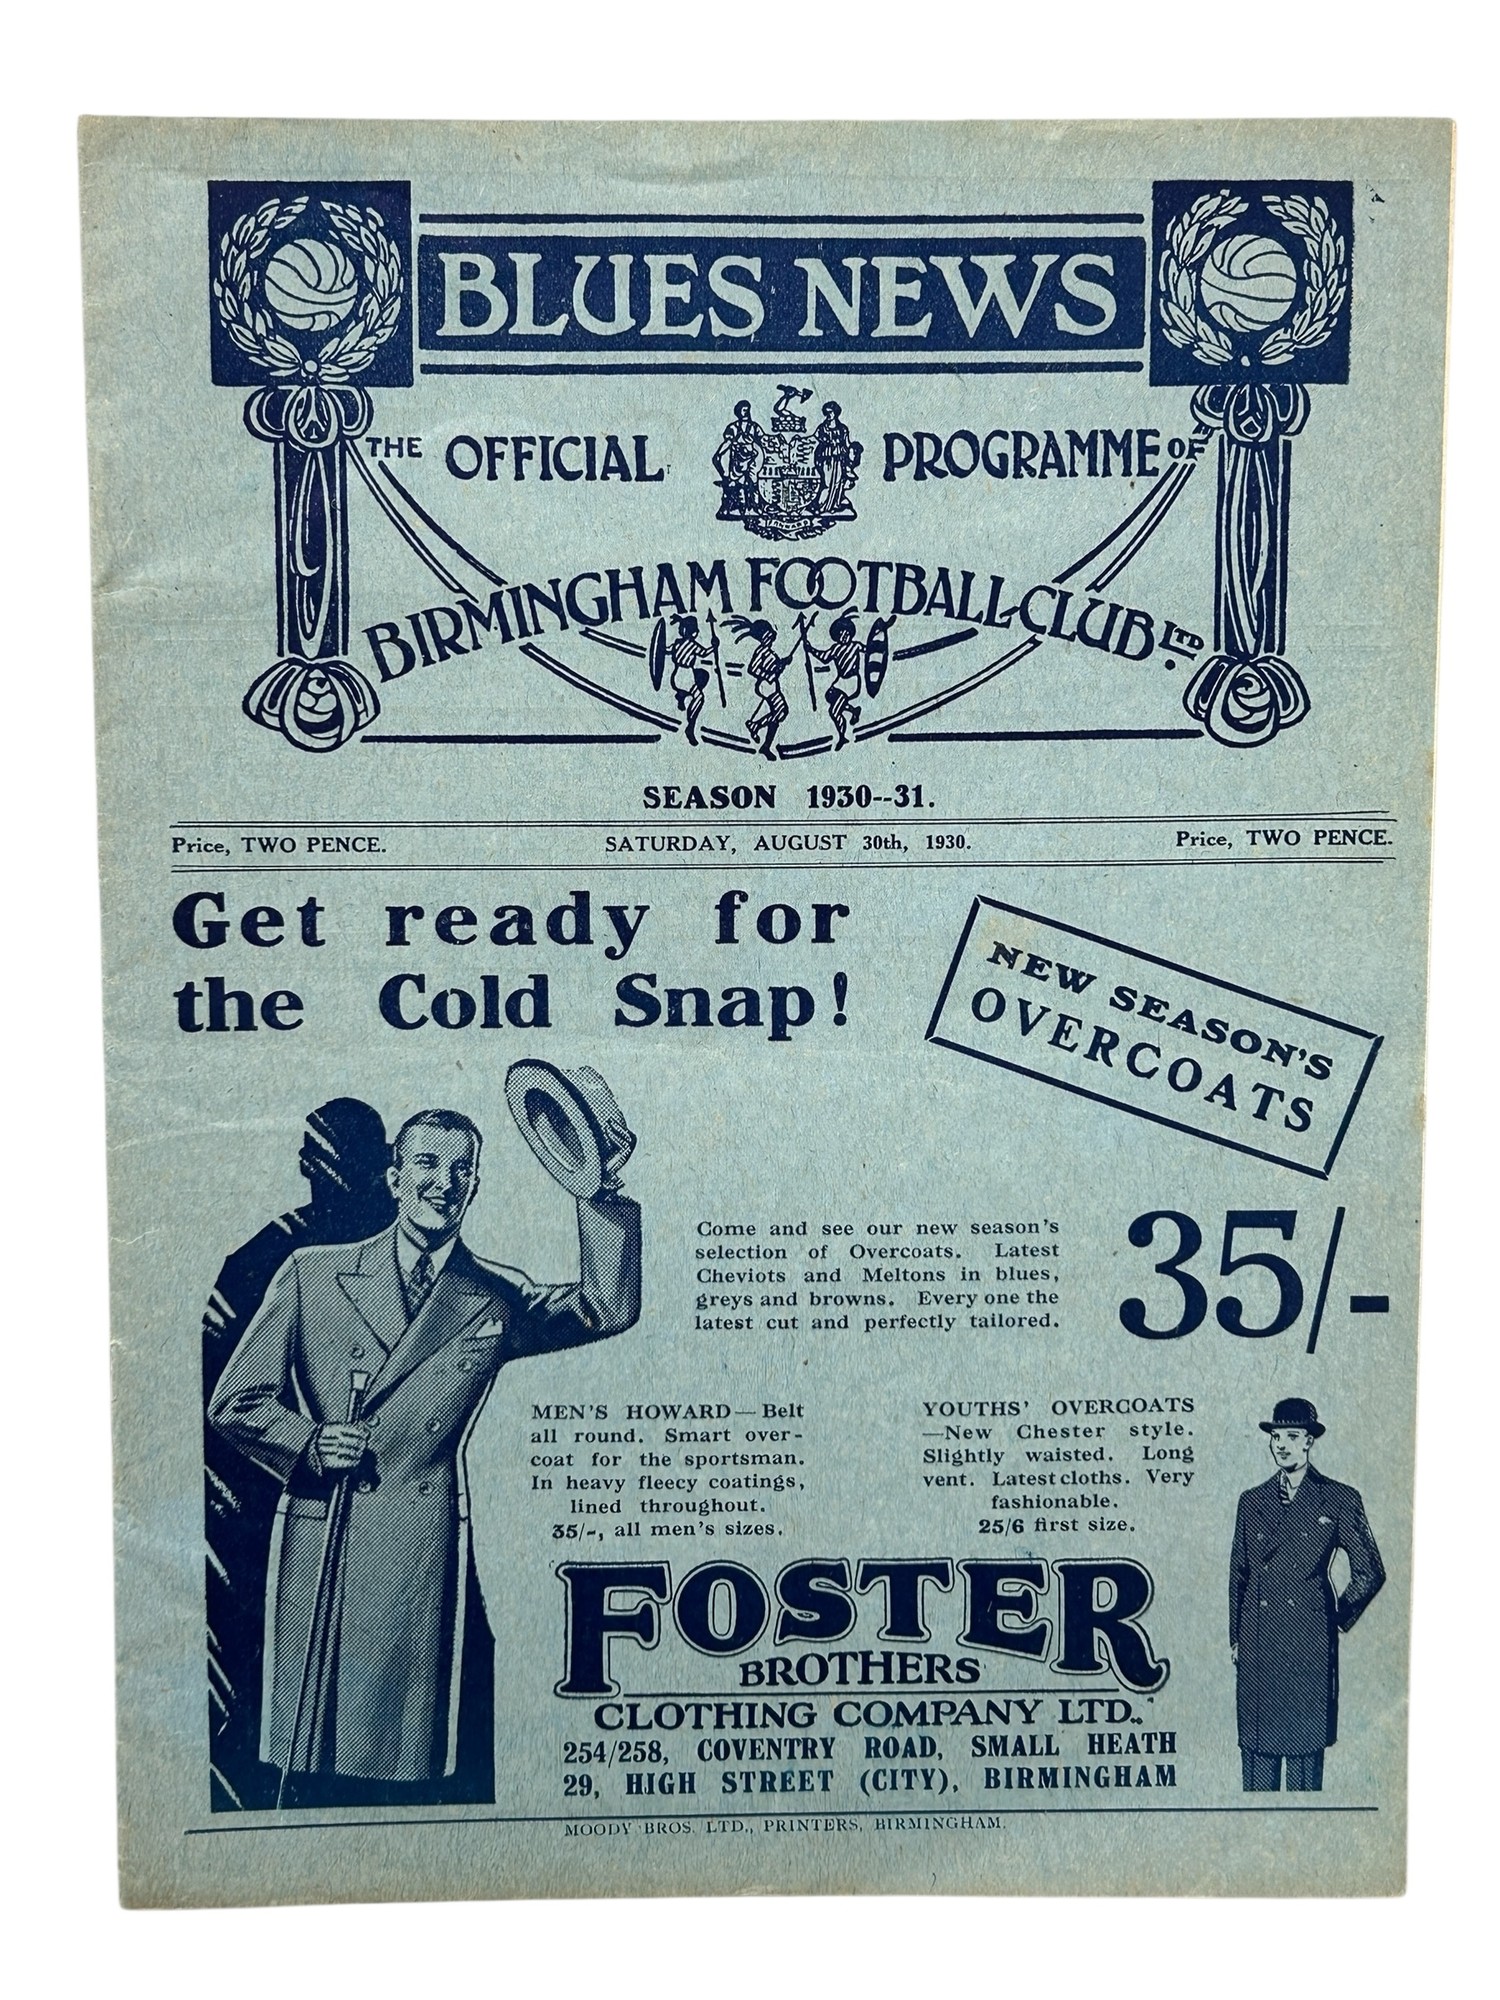 BLUES NEWS
THE OFFICIAL PROGRAMME OF
FORWARD
BIRMINGHAM FOOTBALL CLUB LTD.
SEASON 1930--31.
Price, TWO PENCE. SATURDAY, AUGUST 30th, 1930. Price, TWO PENCE.
Get ready for
the Cold Snap!
NEW SEASON'S
OVERCOATS
Come and see our new season's
selection of Overcoats. Latest
Cheviots and Meltons in blues,
greys and browns. Every one the
latest cut and perfectly tailored.
35/-
MEN'S HOWARD—Belt
all round. Smart over-
coat for the sportsman.
In heavy fleecy coatings,
lined throughout.
35/-, all men's sizes.
YOUTHS' OVERCOATS
—New Chester style.
Slightly waisted. Long
vent. Latest cloths. Very
fashionable.
25/6 first size.
FOSTER
BROTHERS
CLOTHING COMPANY LTD.
254/258, COVENTRY ROAD, SMALL HEATH
29, HIGH STREET (CITY), BIRMINGHAM
MOODY BROS. LTD., PRINTERS, BIRMINGHAM.